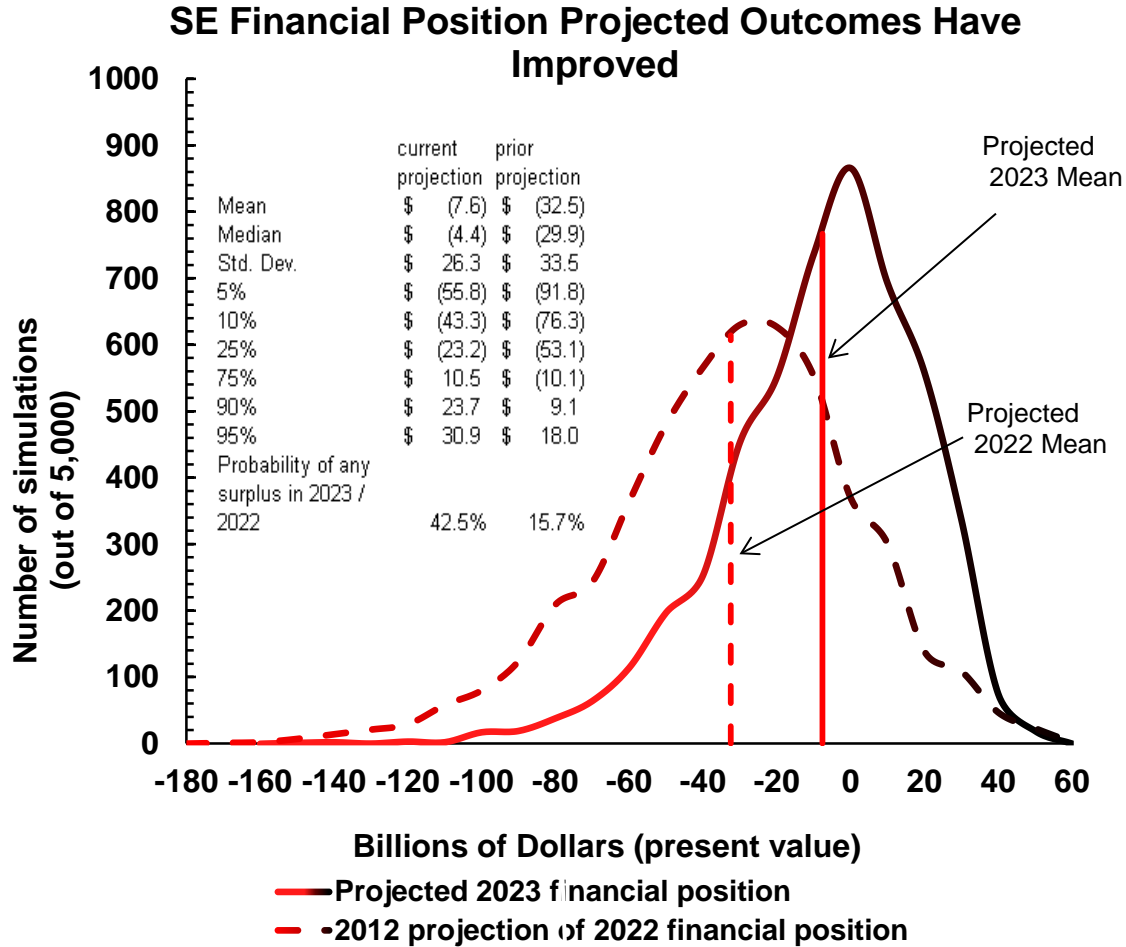 SE Financial Position Projected Outcomes Have
Improved
1000
900
800
700
600
500
400
300
200
100
0
Number of simulations
(out of 5,000)
current prior
projection projection
Mean $ (7.6) $ (32.5)
Median $ (4.4) $ (29.9)
Std. Dev. $ 26.3 $ 33.5
5% $ (55.8) $ (91.8)
10% $ (43.3) $ (76.3)
25% $ (23.2) $ (53.1)
75% $ 10.5 $ (10.1)
90% $ 23.7 $ 9.1
95% $ 30.9 $ 18.0
Probability of any
surplus in 2023 /
2022 42.5% 15.7%
Projected
2023 Mean
Projected
2022 Mean
-180 -160 -140 -120 -100 -80 -60 -40 -20 0 20 40 60
Billions of Dollars (present value)
Projected 2023 financial position
2012 projection of 2022 financial position